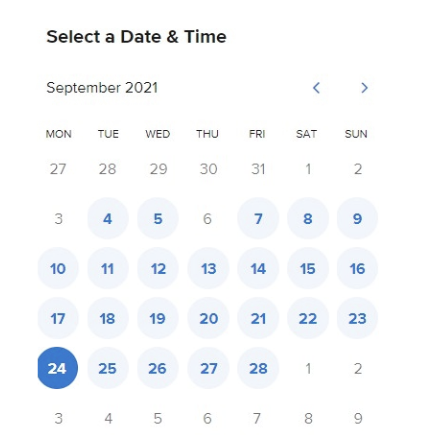 Select a Date & Time
September 2021
MON TUE WED THU FRI SAT SUN
27 28 29 30 31 1 2
3 4 5 6 7 8 9
10 11 12 13 14 15 16
17 18 19 20 21 22 23
24 25 26 27 28 1 2
3 4 5 6 7 8 9